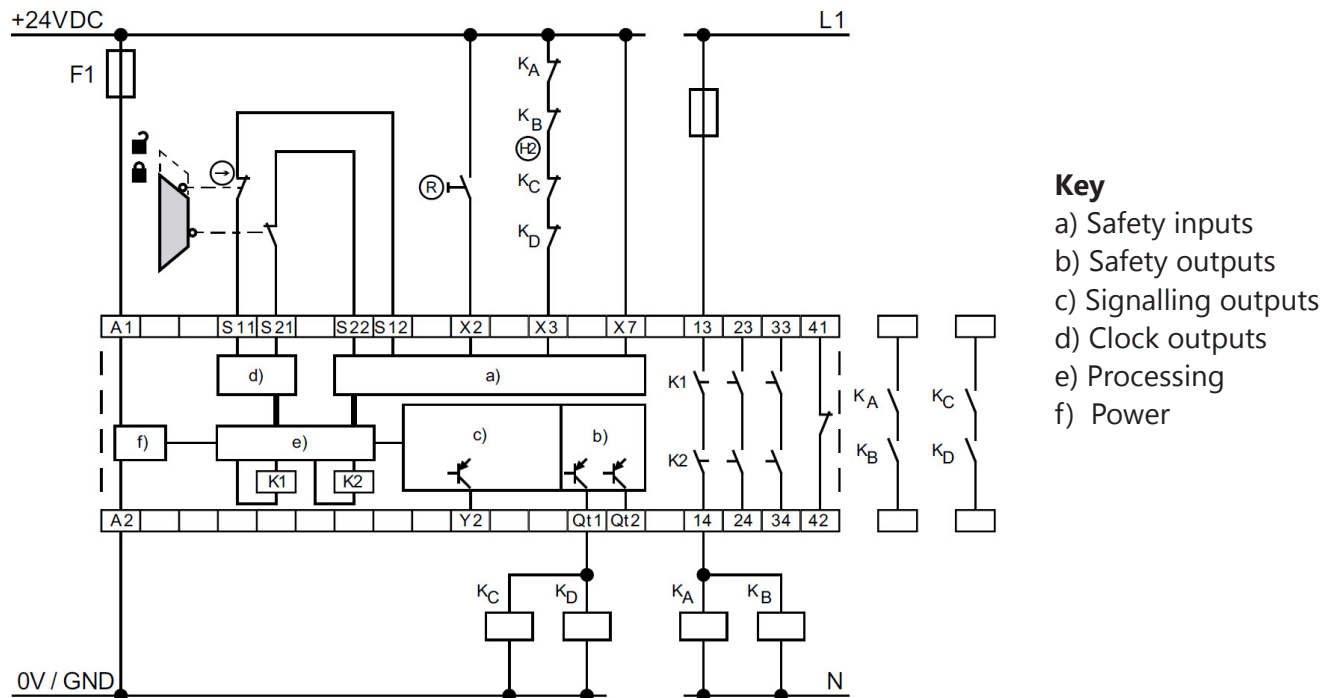 +24VDC L1
F1
KA
KB
H2
R KC
KD
Key
a) Safety inputs
b) Safety outputs
c) Signalling outputs
d) Clock outputs
e) Processing
f) Power
A1 S11 S21 S22 S12 X2 X3 X7 13 23 33 41
d) a) K1
KA KC
f) e) c) b)
KB KD
K1 K2 K2
A2 Y2 Qt1 Qt2 14 24 34 42
KC KD KA KB
0V / GND N